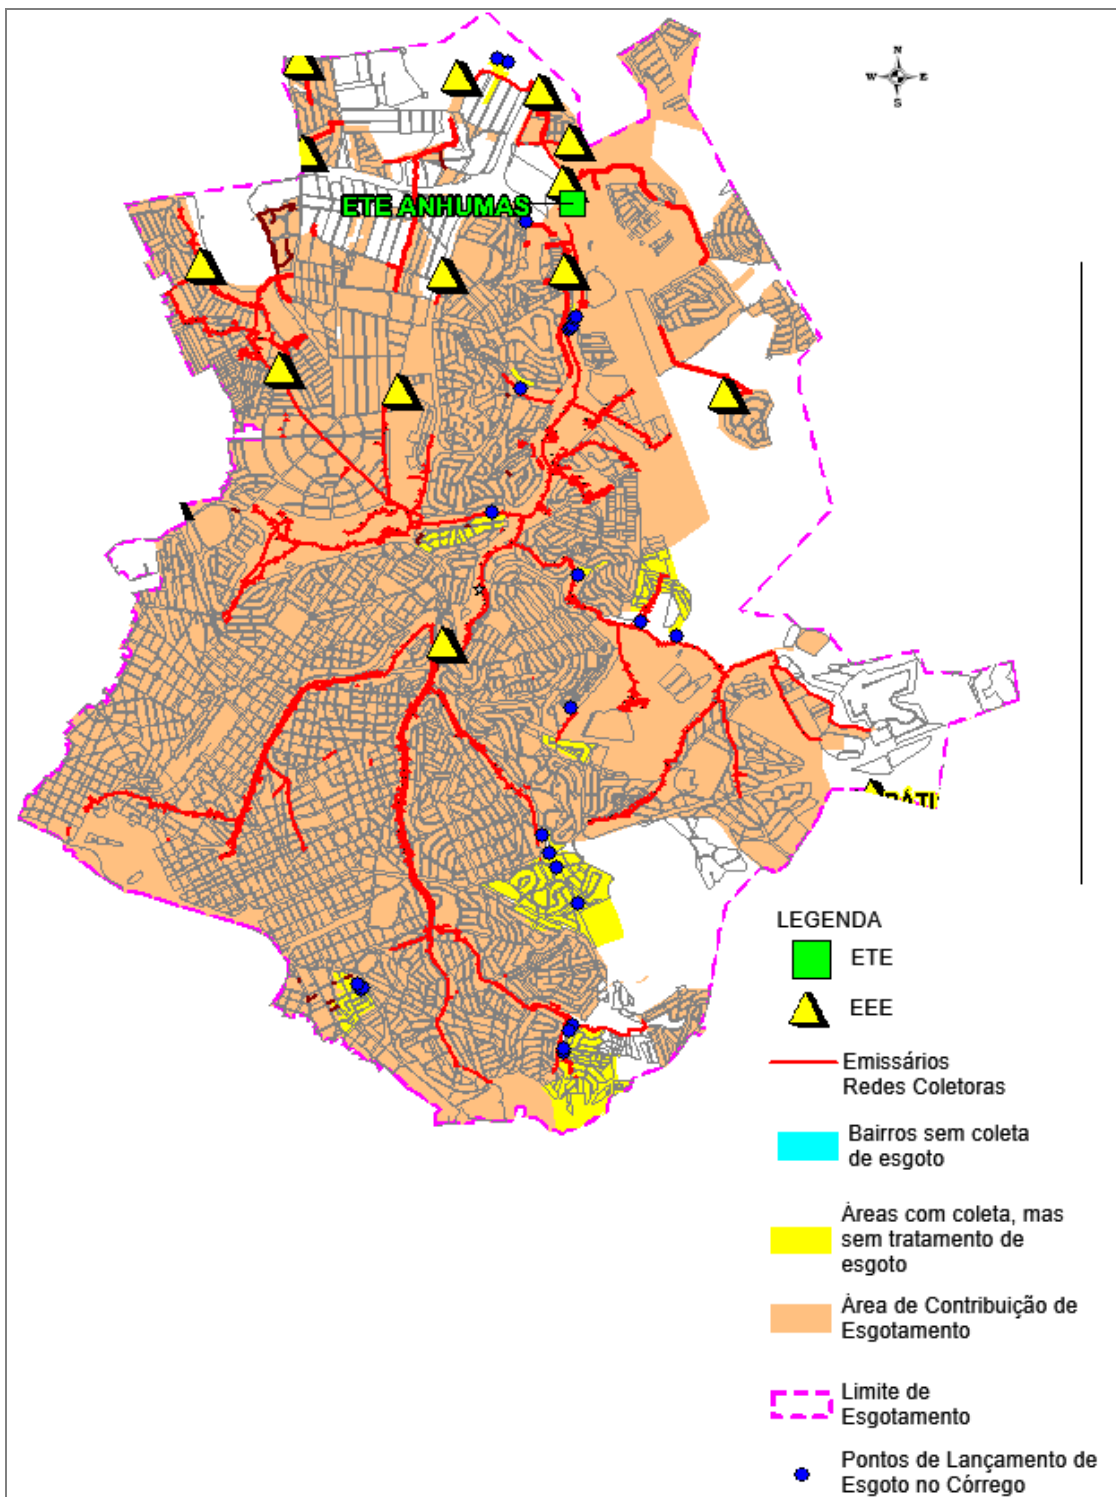 N
W E
S
ETE ANHUMAS
LEGENDA
ETE
EEE
Emissários
Redes Coletoras
Bairros sem coleta
de esgoto
Áreas com coleta, mas
sem tratamento de
esgoto
Área de Contribuição de
Esgotamento
Limite de
Esgotamento
Pontos de Lançamento de
Esgoto no Córrego